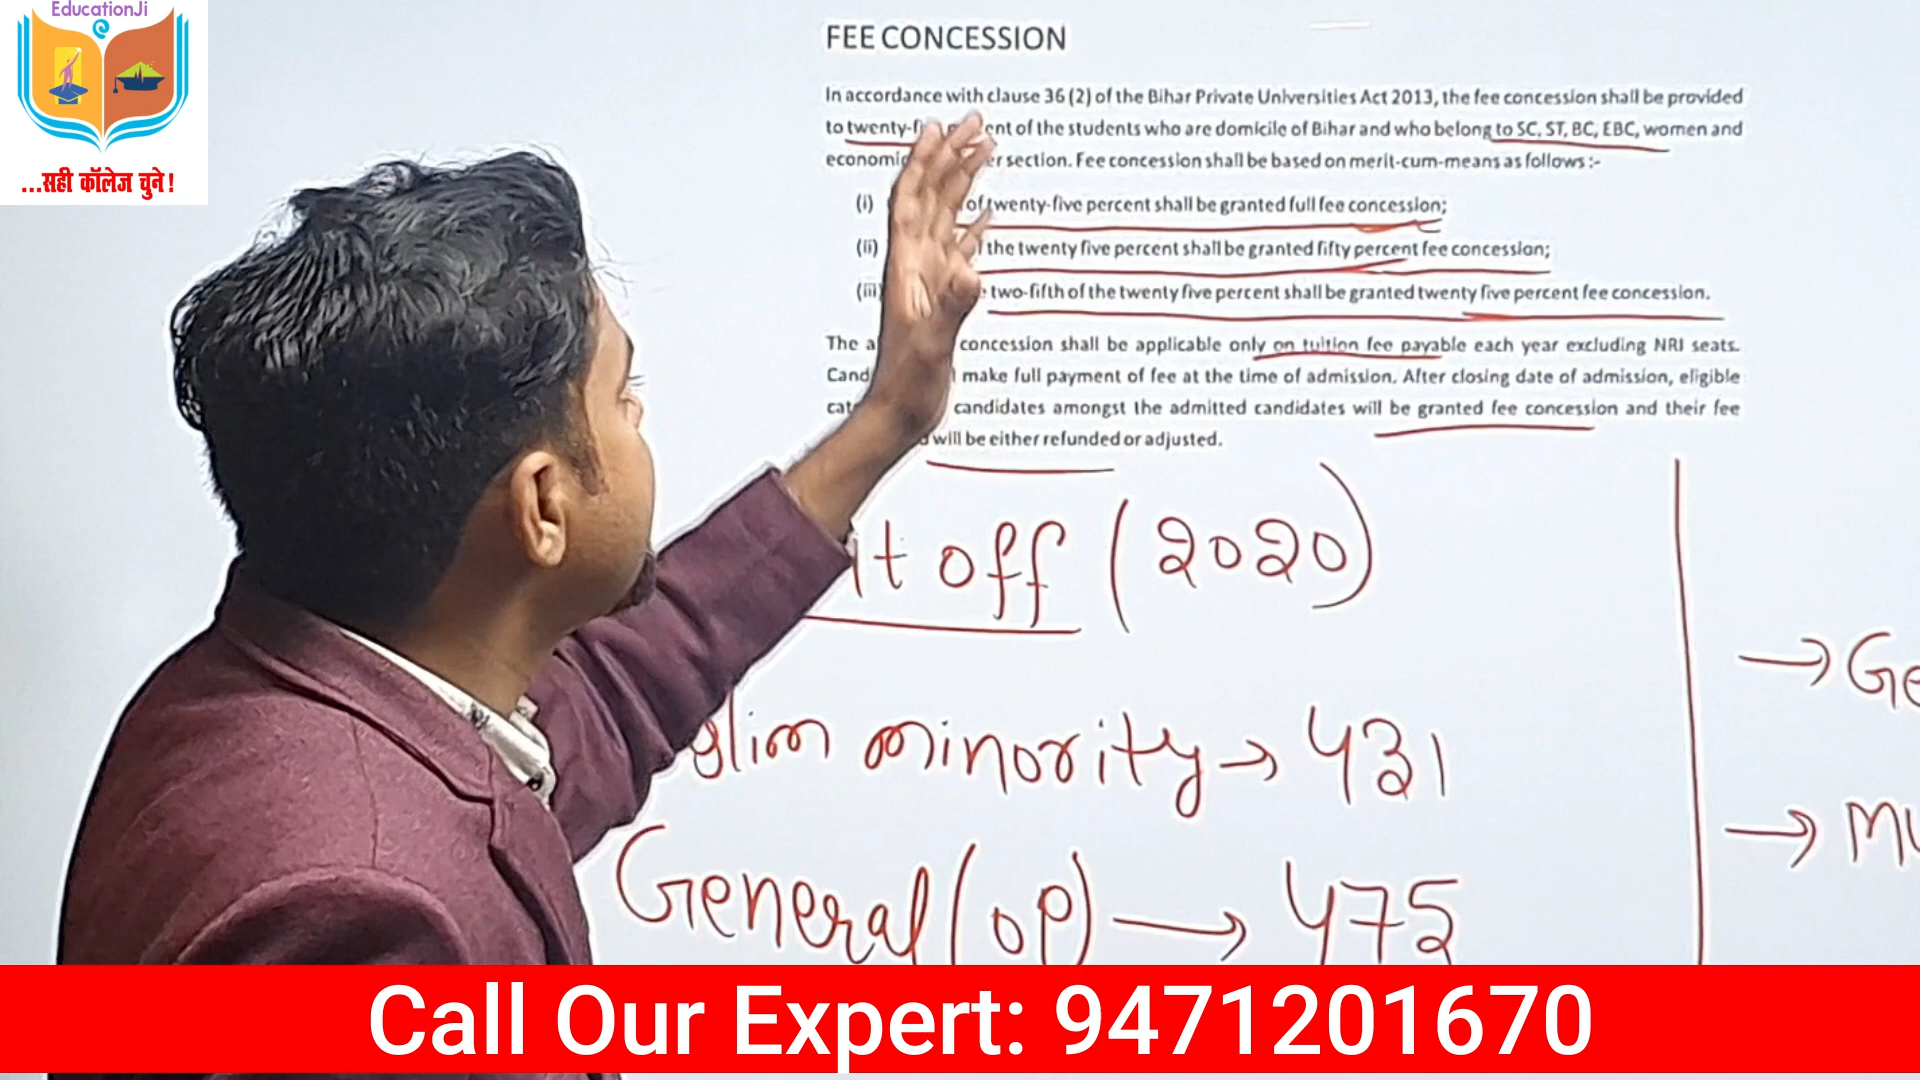 EducationJi
...सही कॉलेज चुने!
FEE CONCESSION
In accordance with clause 36 (2) of the Bihar Private Universities Act 2013, the fee concession shall be provided
to twenty- of the students who are domicile of Bihar and who belong to SC, ST, BC, EBC, women and
section. Fee concession shall be based on merit-cum-means as follows :-
(i) of twenty-five percent shall be granted full fee concession;
(ii) the twenty five percent shall be granted fifty percent fee concession;
(iii) two-fifth of the twenty five percent shall be granted twenty five percent fee concession.
The concession shall be applicable only on tuition fee payable each year excluding NRI seats.
make full payment of fee at the time of admission. After closing date of admission, eligible
candidates amongst the admitted candidates will be granted fee concession and their fee
will be either refunded or adjusted.
off (2020)
minority → 431
General (OP) → 475
→ Ge
→ Mu
Call Our Expert: 9471201670